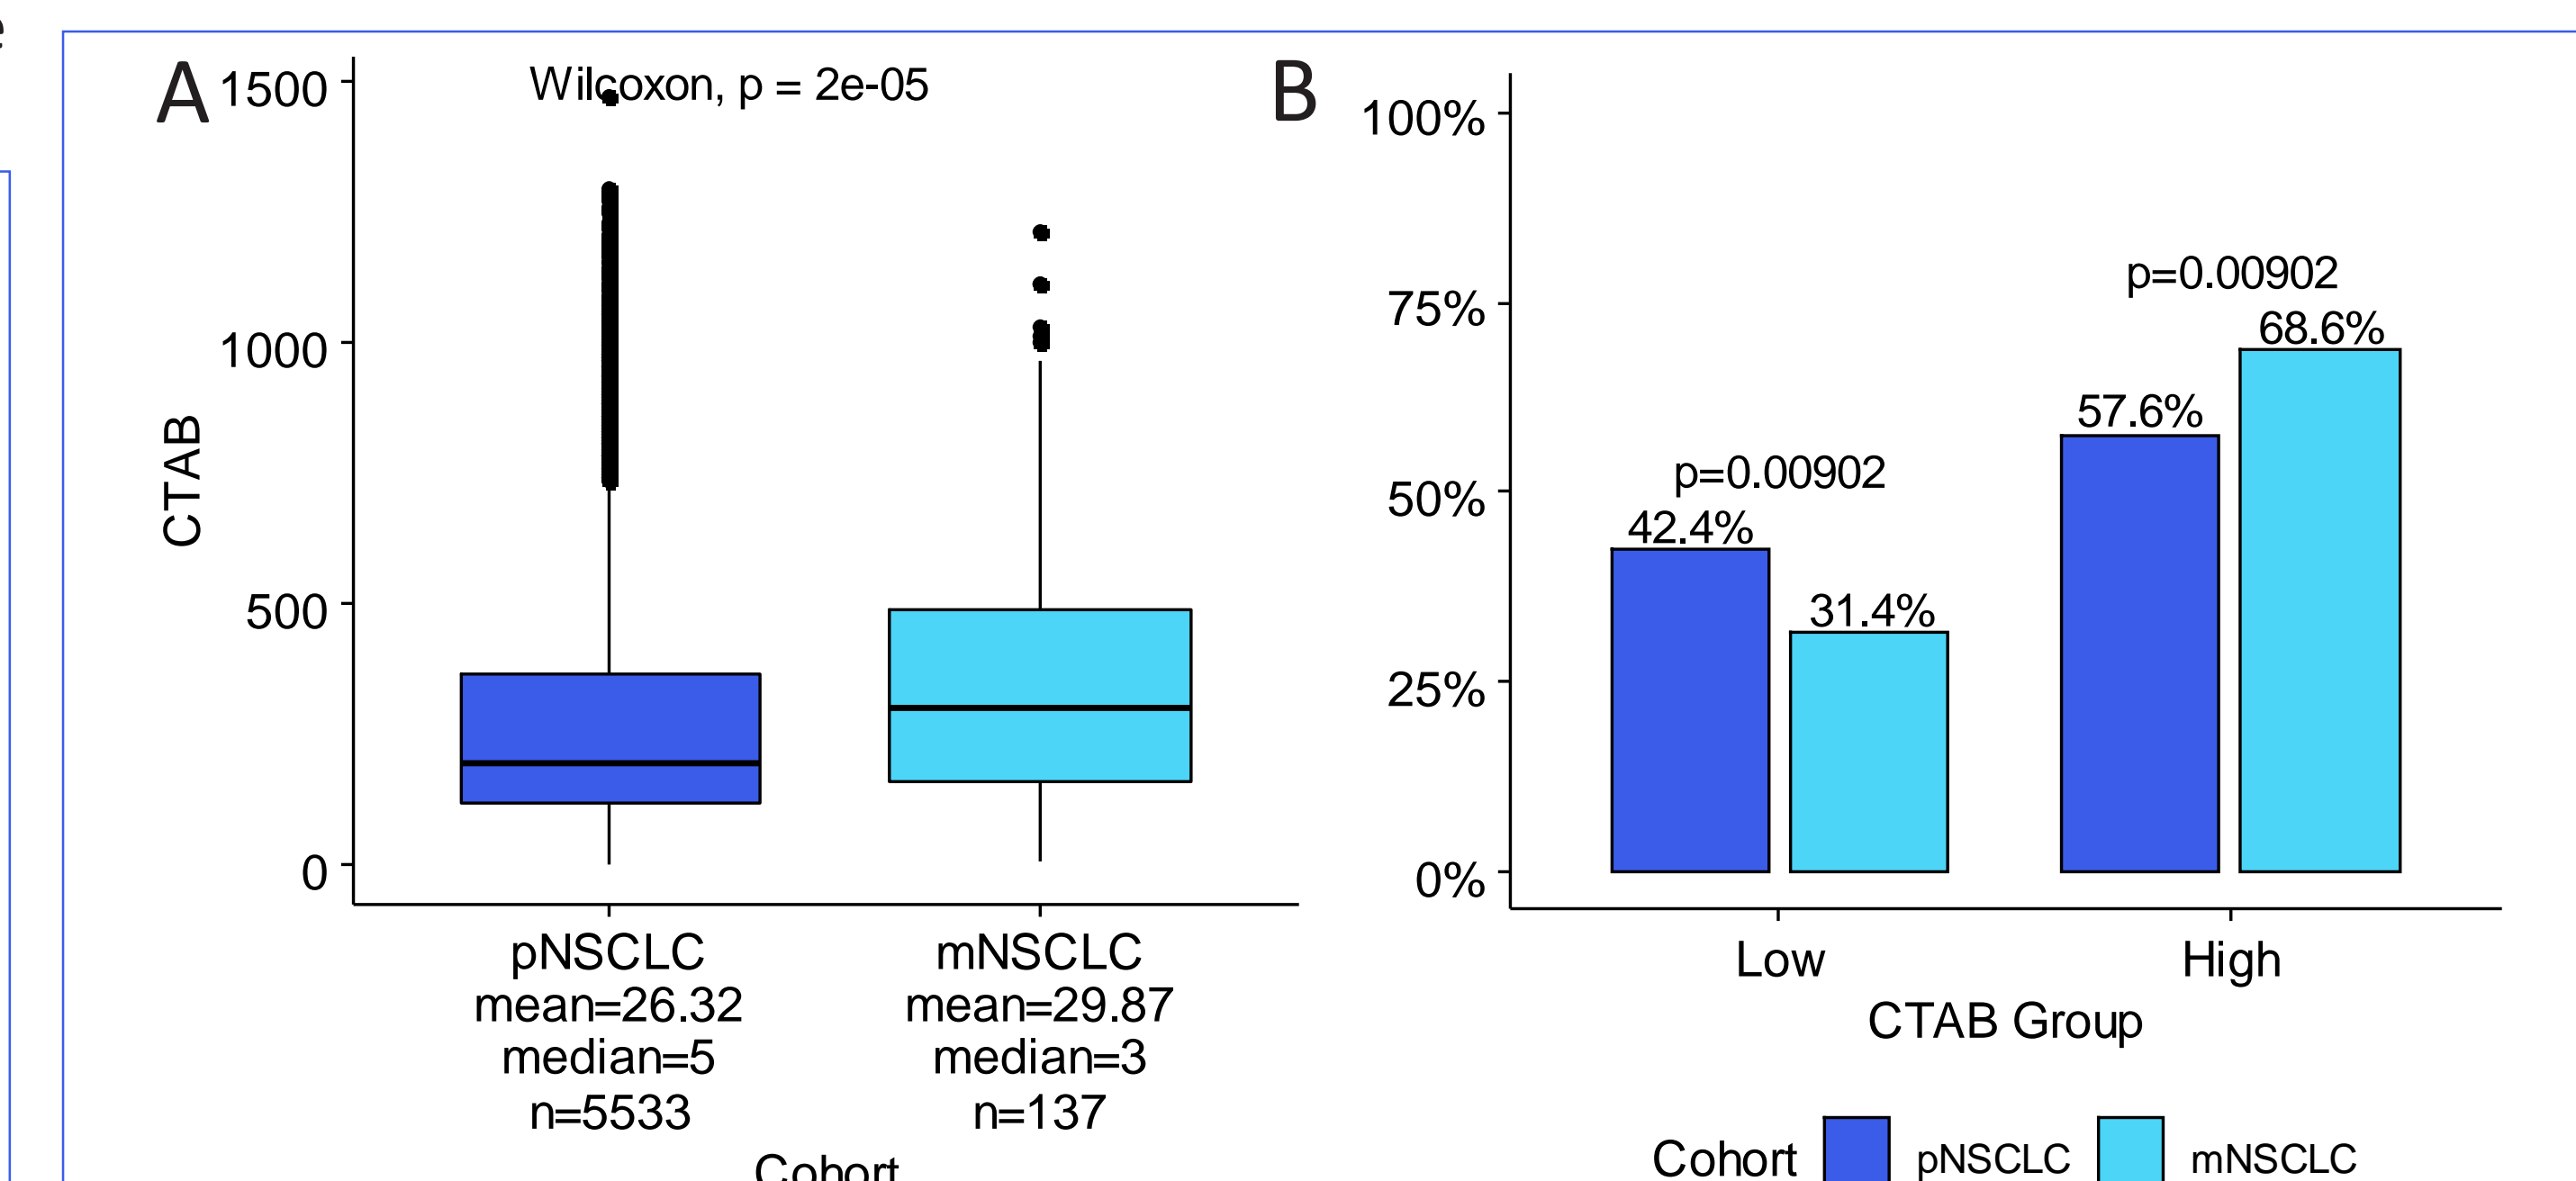 A
Wilcoxon, p = 2e-05
1500
1000
500
0
CTAB
pNSCLC
mean=26.32
median=5
n=5533
mNSCLC
mean=29.87
median=3
n=137
Cohort
B
100%
75%
50%
25%
0%
p=0.00902
42.4%
31.4%
p=0.00902
57.6%
68.6%
Low
High
CTAB Group
Cohort pNSCLC mNSCLC